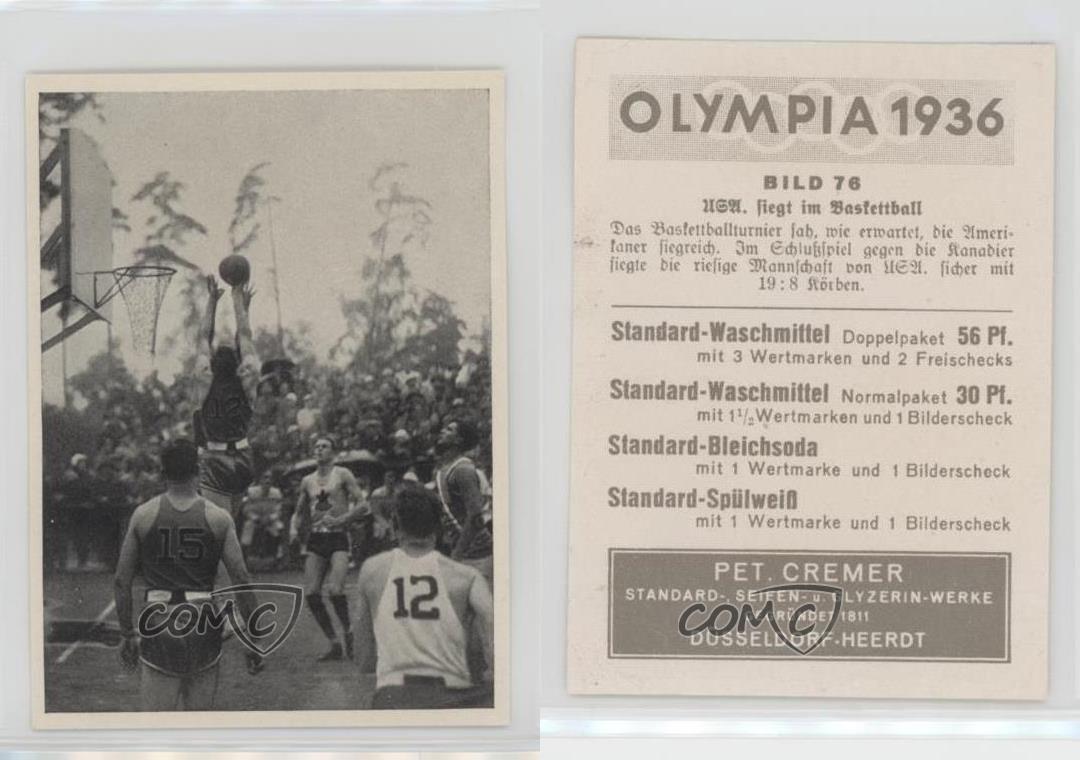 12
15
12
COMC
OLYMPIA 1936
BILD 76
USA. siegt im Baskettball
Das Baskettballturnier sah, wie erwartet, die Ameri-
kaner siegreich. Im Schlußspiel gegen die Kanadier
siegte die riesige Mannschaft von USA. sicher mit
19:8 Körben.
Standard-Waschmittel Doppelpaket 56 Pf.
mit 3 Wertmarken und 2 Freischecks
Standard-Waschmittel Normalpaket 30 Pf.
mit 1½ Wertmarken und 1 Bilderscheck
Standard-Bleichsoda
mit 1 Wertmarke und 1 Bilderscheck
Standard-Spülweiß
mit 1 Wertmarke und 1 Bilderscheck
PET. CREMER
STANDARD-, SEIFEN- u. GLYZERIN-WERKE
GEGRÜNDET 1811
COMC
DÜSSELDORF-HEERDT